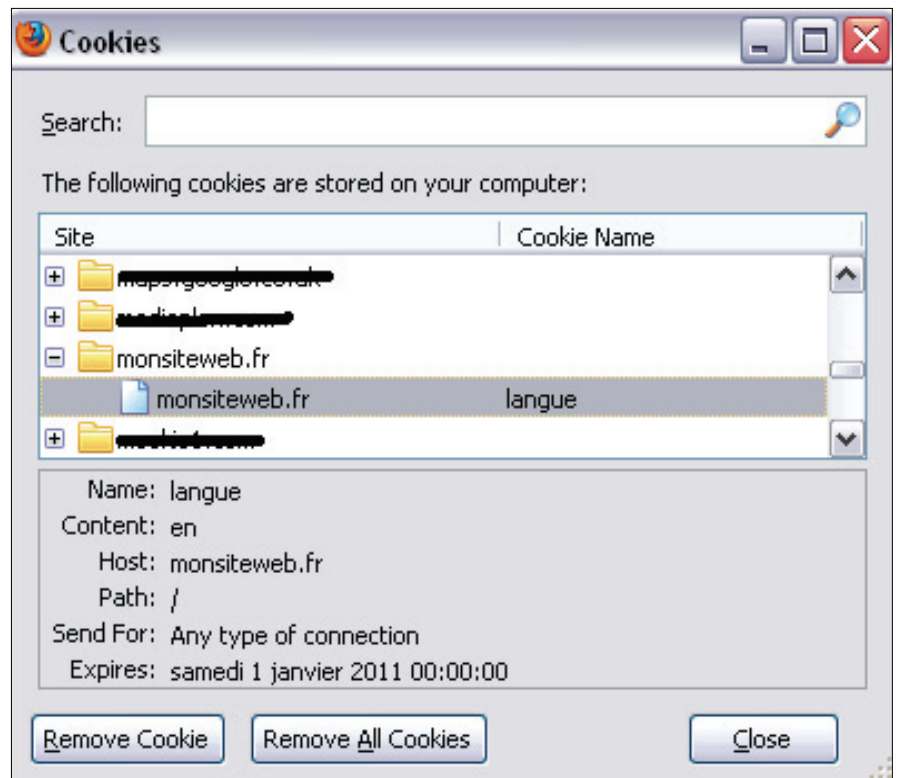 Cookies
Search:
The following cookies are stored on your computer:
Site Cookie Name
monsiteweb.fr
monsiteweb.fr langue
Name: langue
Content: en
Host: monsiteweb.fr
Path: /
Send For: Any type of connection
Expires: samedi 1 janvier 2011 00:00:00
Remove Cookie Remove All Cookies Close